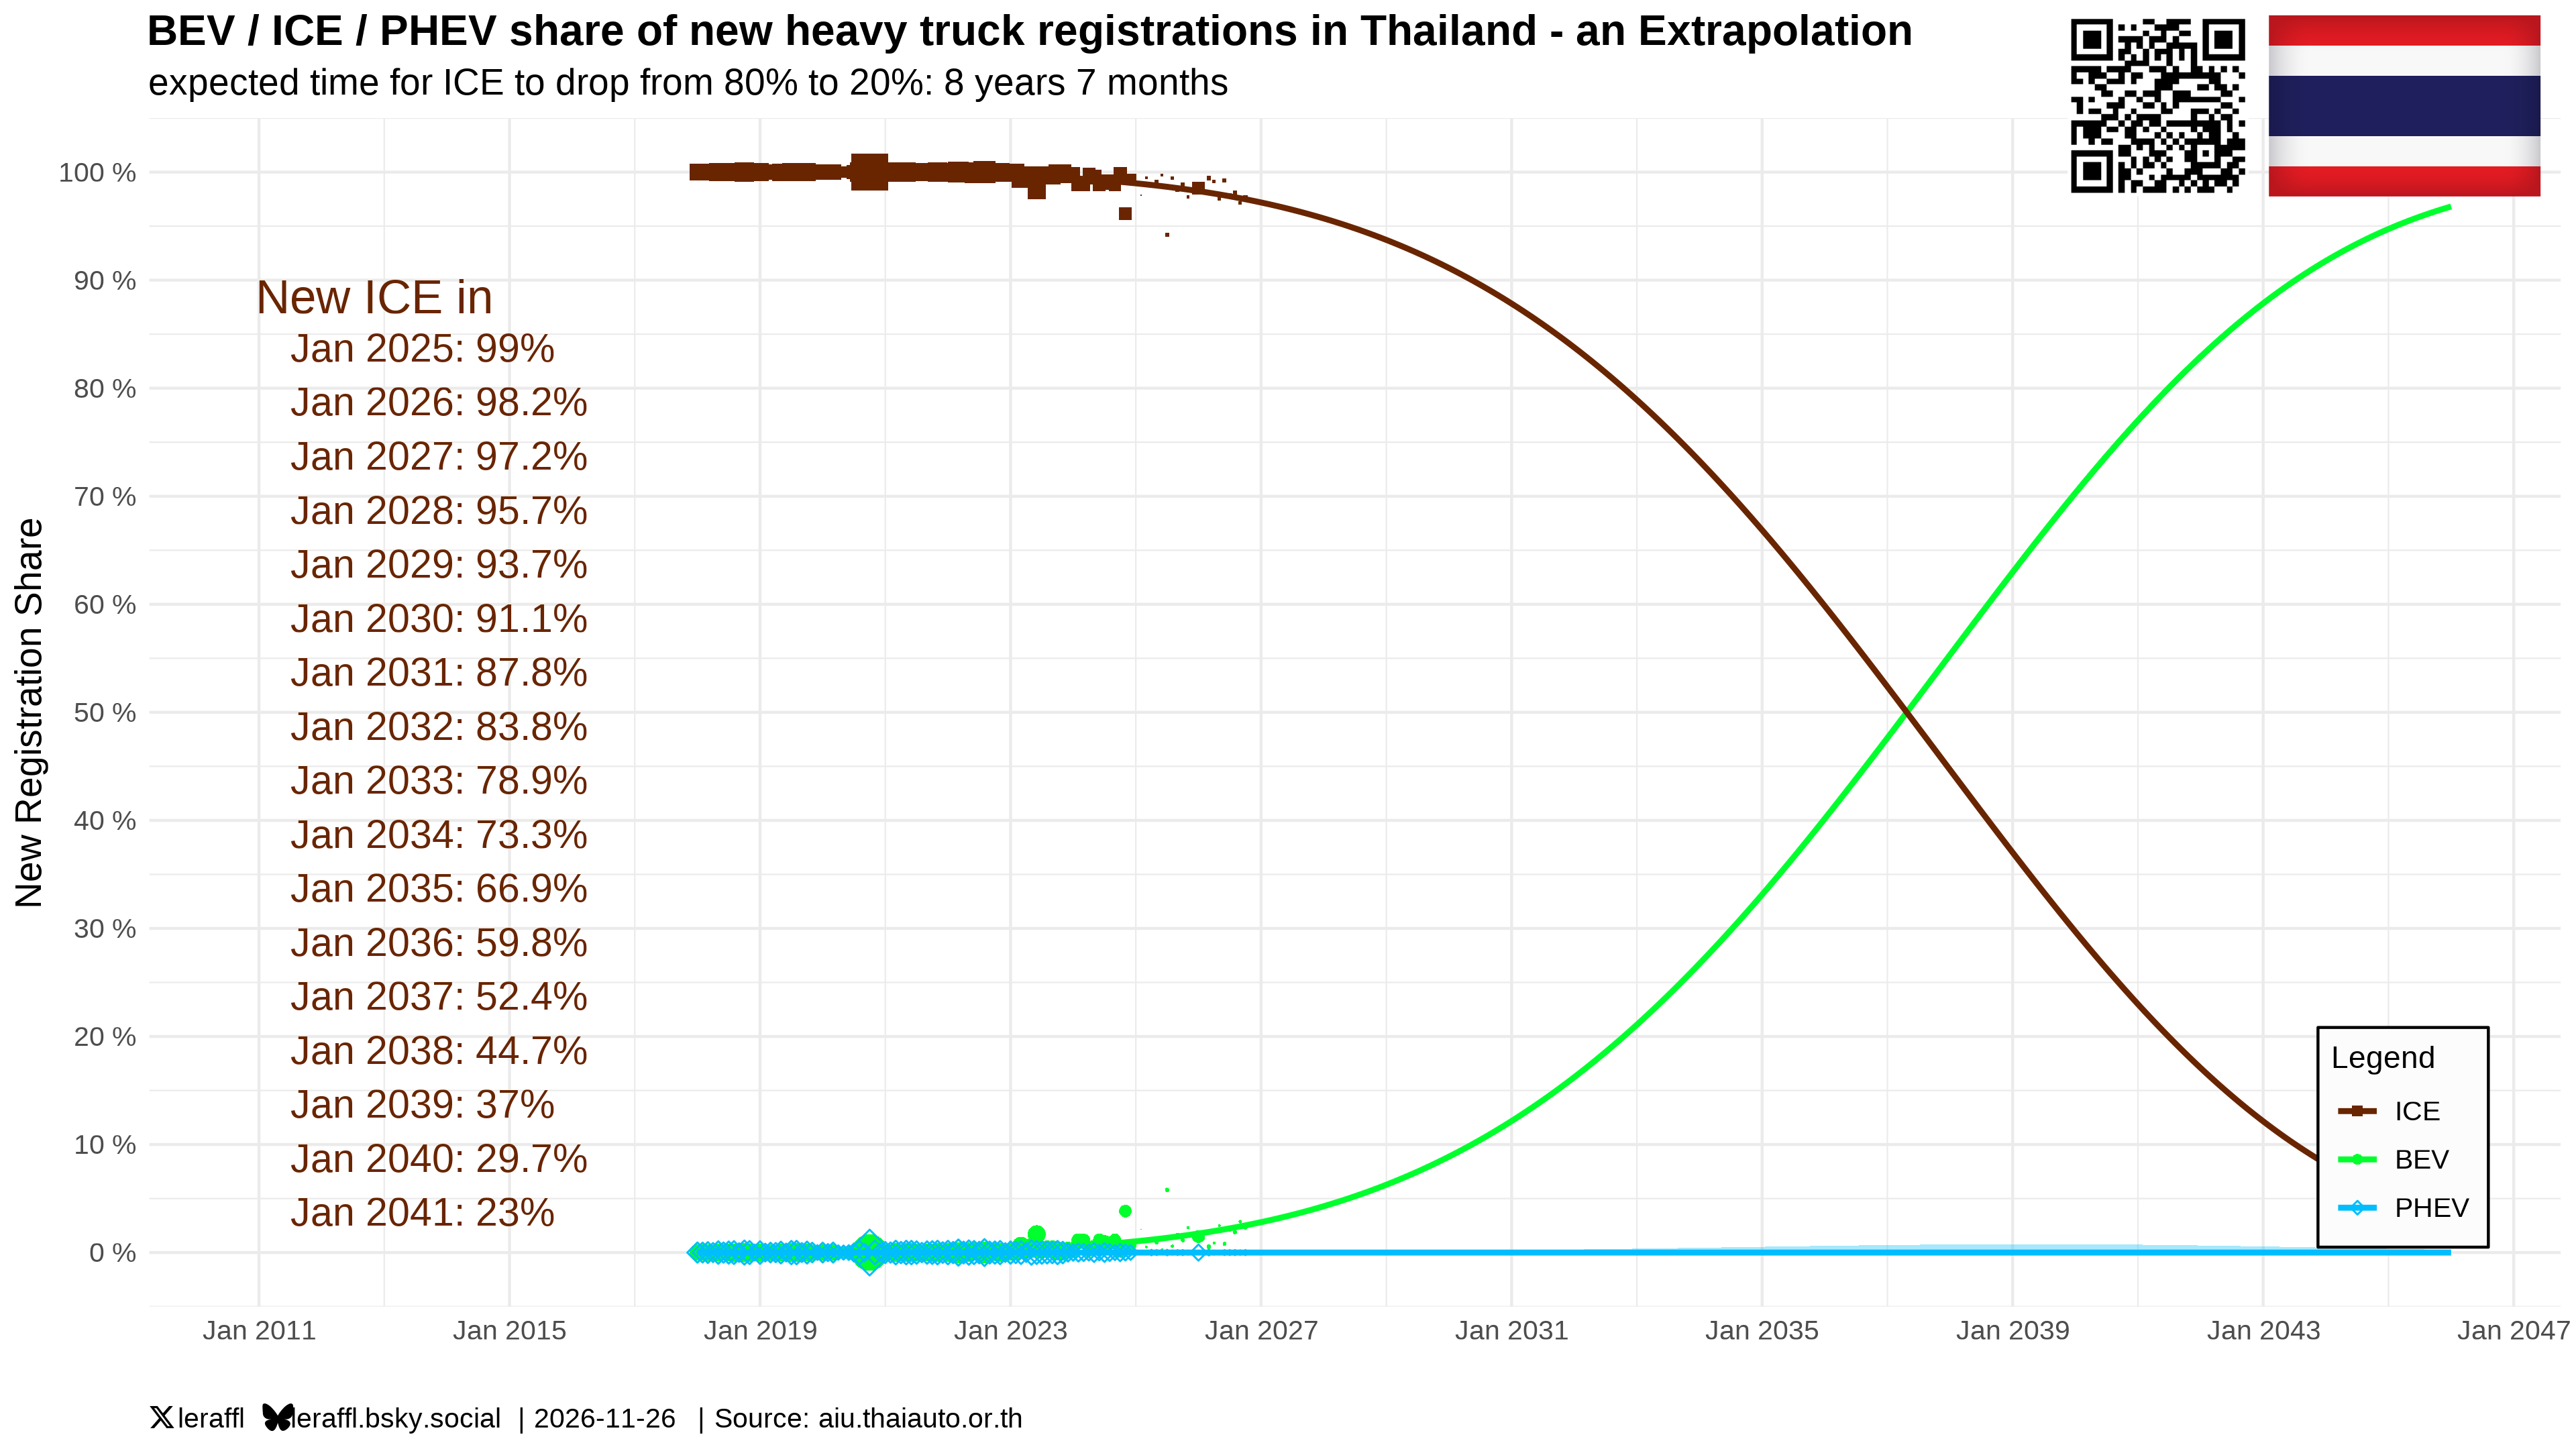 BEV / ICE / PHEV share of new heavy truck registrations in Thailand - an Extrapolation
expected time for ICE to drop from 80% to 20%: 8 years 7 months
New Registration Share
100 %
90 %
80 %
70 %
60 %
50 %
40 %
30 %
20 %
10 %
0 %
New ICE in
Jan 2025: 99%
Jan 2026: 98.2%
Jan 2027: 97.2%
Jan 2028: 95.7%
Jan 2029: 93.7%
Jan 2030: 91.1%
Jan 2031: 87.8%
Jan 2032: 83.8%
Jan 2033: 78.9%
Jan 2034: 73.3%
Jan 2035: 66.9%
Jan 2036: 59.8%
Jan 2037: 52.4%
Jan 2038: 44.7%
Jan 2039: 37%
Jan 2040: 29.7%
Jan 2041: 23%
Legend
ICE
BEV
PHEV
Jan 2011 Jan 2015 Jan 2019 Jan 2023 Jan 2027 Jan 2031 Jan 2035 Jan 2039 Jan 2043 Jan 2047
leraffl leraffl.bsky.social | 2026-11-26 | Source: aiu.thaiauto.or.th